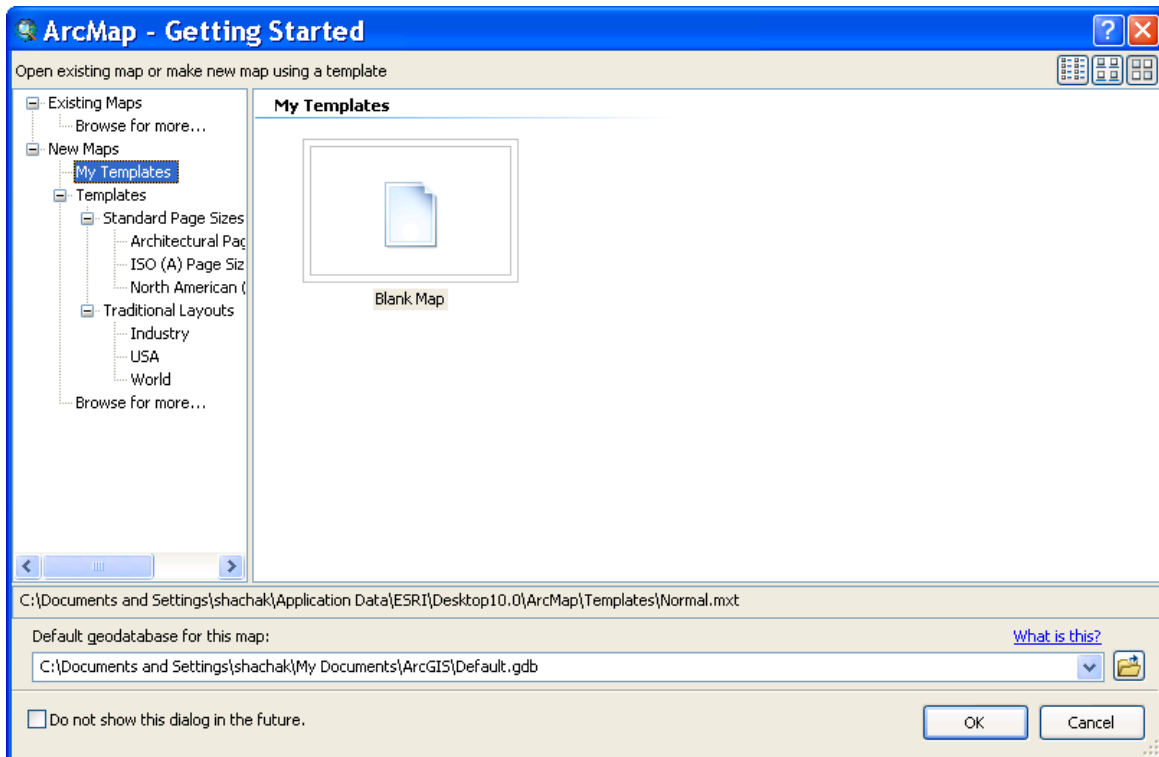 ArcMap - Getting Started
Open existing map or make new map using a template
Existing Maps
Browse for more...
New Maps
My Templates
Templates
Standard Page Sizes
Architectural Pag
ISO (A) Page Siz
North American (
Traditional Layouts
Industry
USA
World
Browse for more...
My Templates
Blank Map
C:\Documents and Settings\shachak\Application Data\ESRI\Desktop10.0\ArcMap\Templates\Normal.mxt
Default geodatabase for this map:
What is this?
C:\Documents and Settings\shachak\My Documents\ArcGIS\Default.gdb
Do not show this dialog in the future.
OK
Cancel